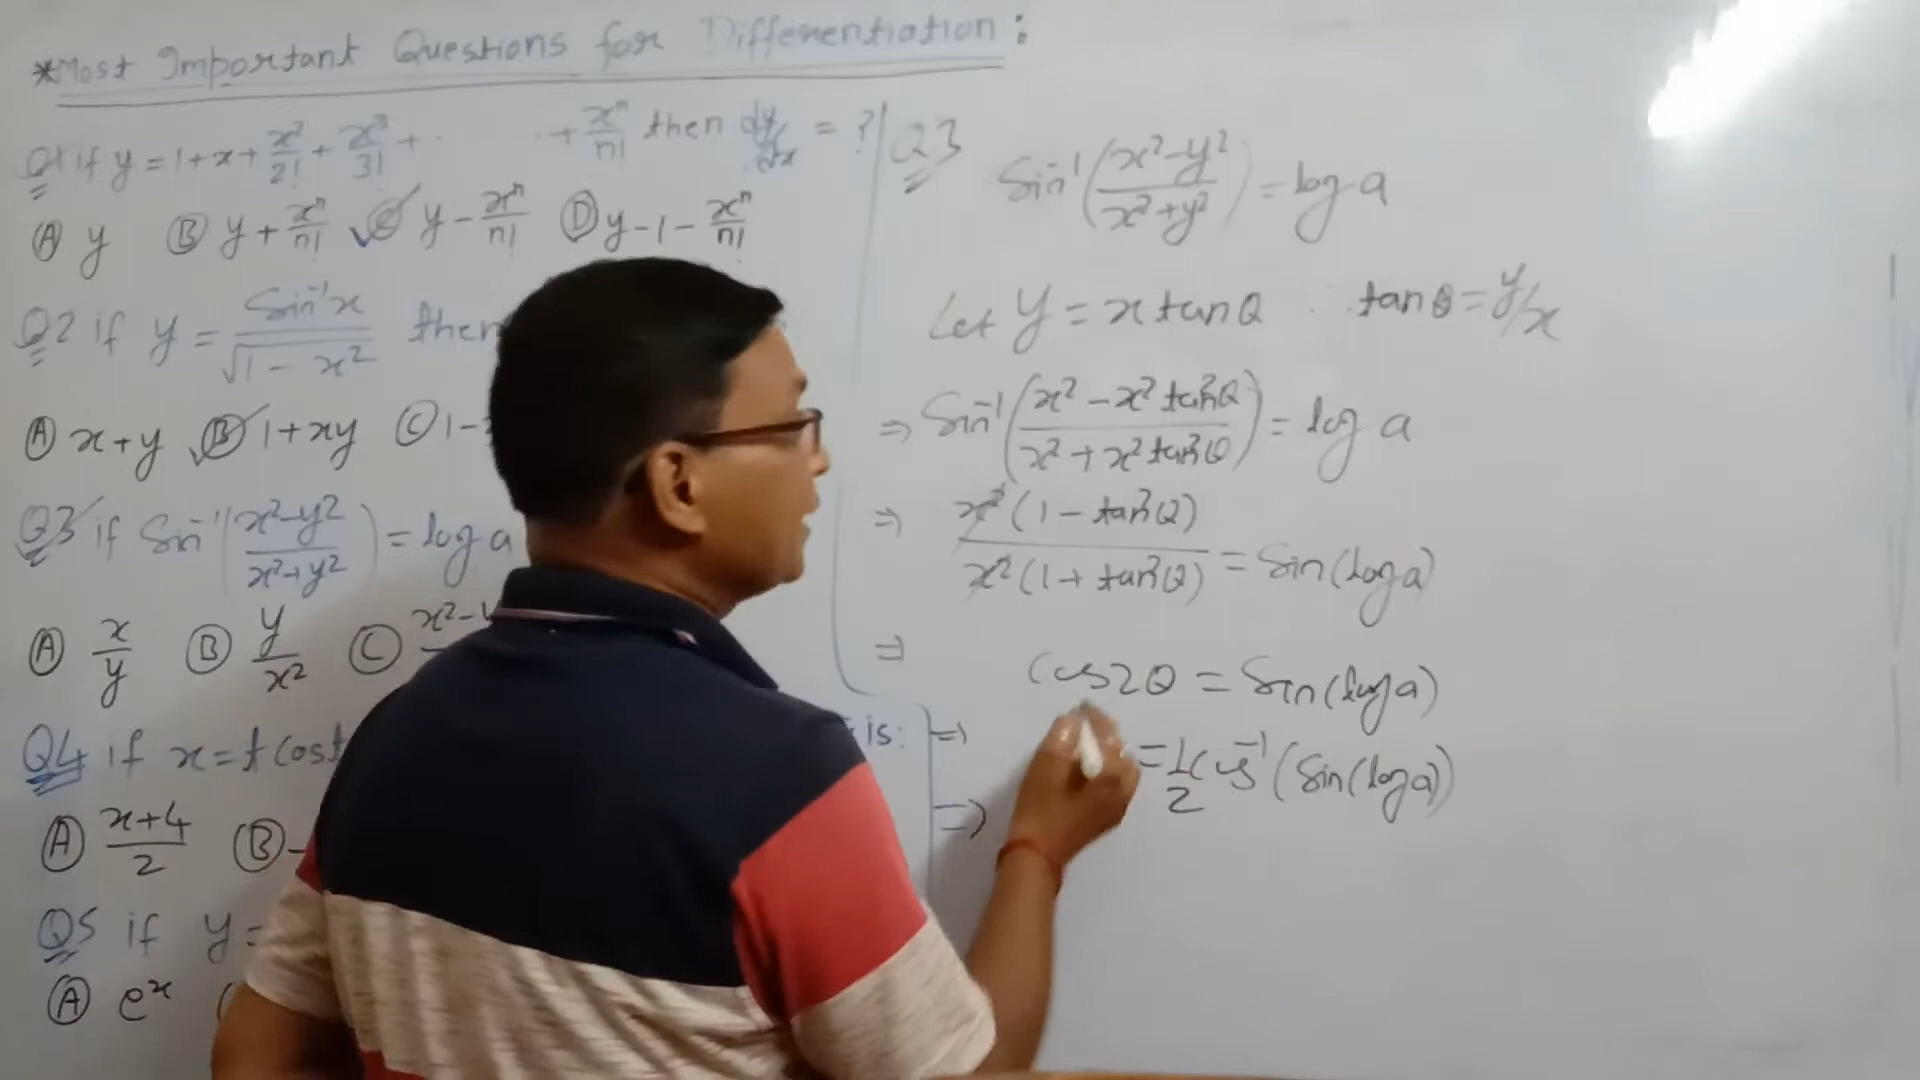 *Most Important Questions for Differentiation:
Q1 if y = 1 + x + x²/2! + x³/3! + · · · + xⁿ/n! then dy/dx = ?
Ⓐ y Ⓑ y + xⁿ/n! ✓Ⓒ y - xⁿ/n! Ⓓ y - 1 - xⁿ/n!
Q2 if y = Sin⁻¹x/√(1 - x²) then
Ⓐ x + y ✓Ⓑ 1 + xy Ⓒ 1 -
Q3 if Sin⁻¹(x² - y²/x² + y²) = log a
Ⓐ x/y Ⓑ y/x² Ⓒ x² -
Q4 if x = t Cost is:
Ⓐ x+4/2 Ⓑ -
Q5 if y =
Ⓐ eˣ
Q3 Sin⁻¹(x² - y²/x² + y²) = log a
Let y = x tan θ ∴ tan θ = y/x
⇒ Sin⁻¹(x² - x² tan²θ/x² + x² tan²θ) = log a
⇒ x²(1 - tan²θ)/x²(1 + tan²θ) = Sin(log a)
⇒ Cos2θ = Sin(log a)
⇒ = 1/2 Cos⁻¹(Sin(log a))
⇒